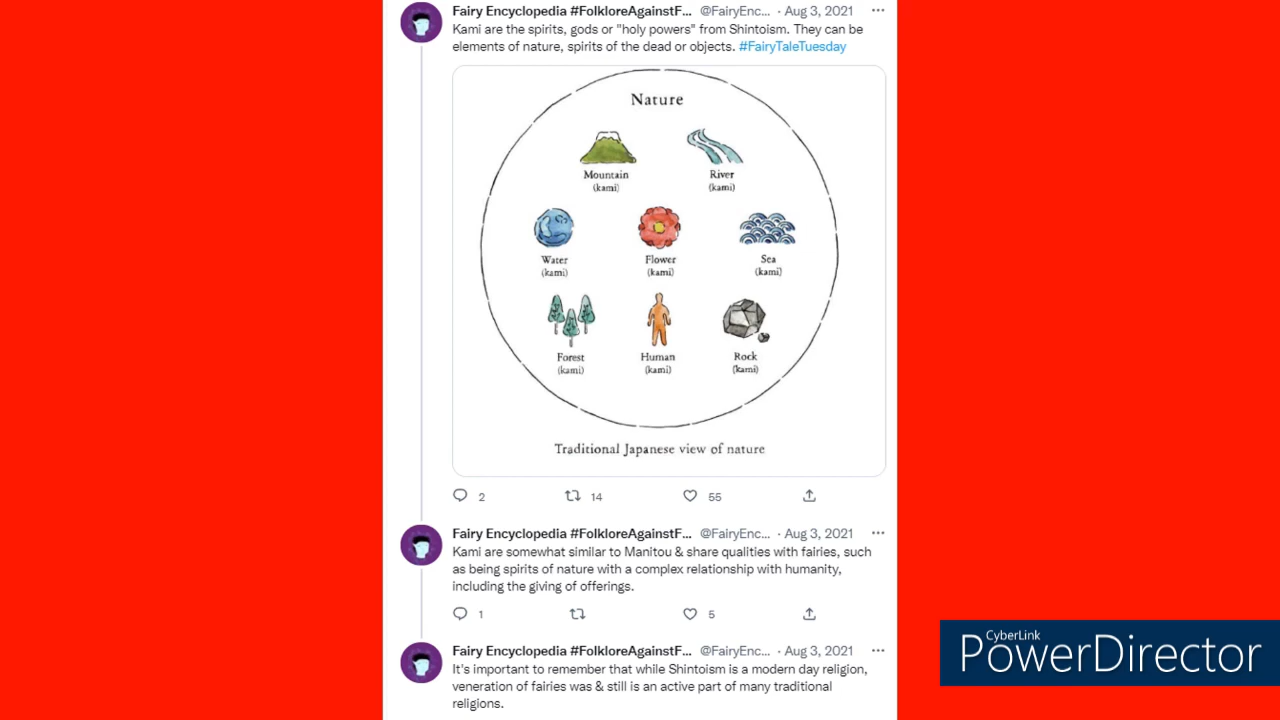 Fairy Encyclopedia #FolkloreAgainstF... @FairyEnc... · Aug 3, 2021 ···
Kami are the spirits, gods or "holy powers" from Shintoism. They can be
elements of nature, spirits of the dead or objects. #FairyTaleTuesday
Nature
Mountain River
(kami) (kami)
Water Flower Sea
(kami) (kami) (kami)
Forest Human Rock
(kami) (kami) (kami)
Traditional Japanese view of nature
2 14 55
Fairy Encyclopedia #FolkloreAgainstF... @FairyEnc... · Aug 3, 2021 ···
Kami are somewhat similar to Manitou & share qualities with fairies, such
as being spirits of nature with a complex relationship with humanity,
including the giving of offerings.
1 5
Fairy Encyclopedia #FolkloreAgainstF... @FairyEnc... · Aug 3, 2021 ···
It's important to remember that while Shintoism is a modern day religion,
veneration of fairies was & still is an active part of many traditional
religions.
CyberLink
PowerDirector